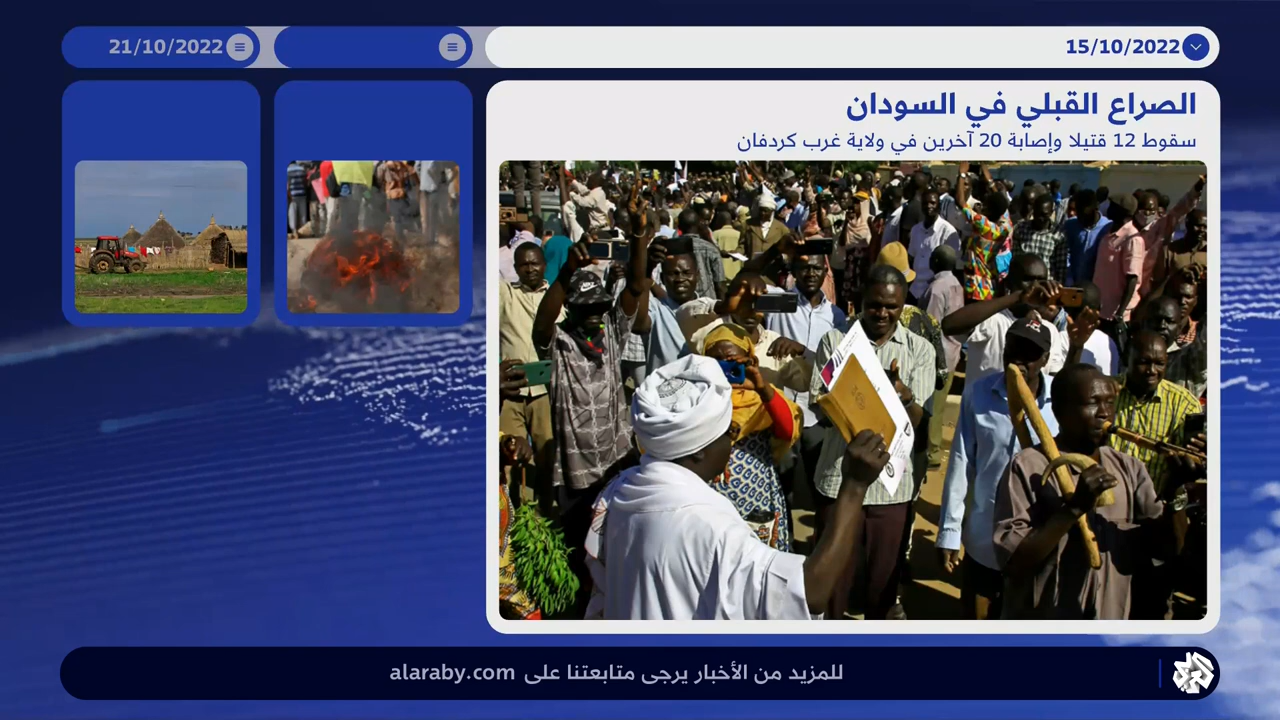 15/10/2022
21/10/2022
الصراع القبلي في السودان
سقوط 12 قتيلا وإصابة 20 آخرين في ولاية غرب كردفان
للمزيد من الأخبار يرجى متابعتنا على alaraby.com